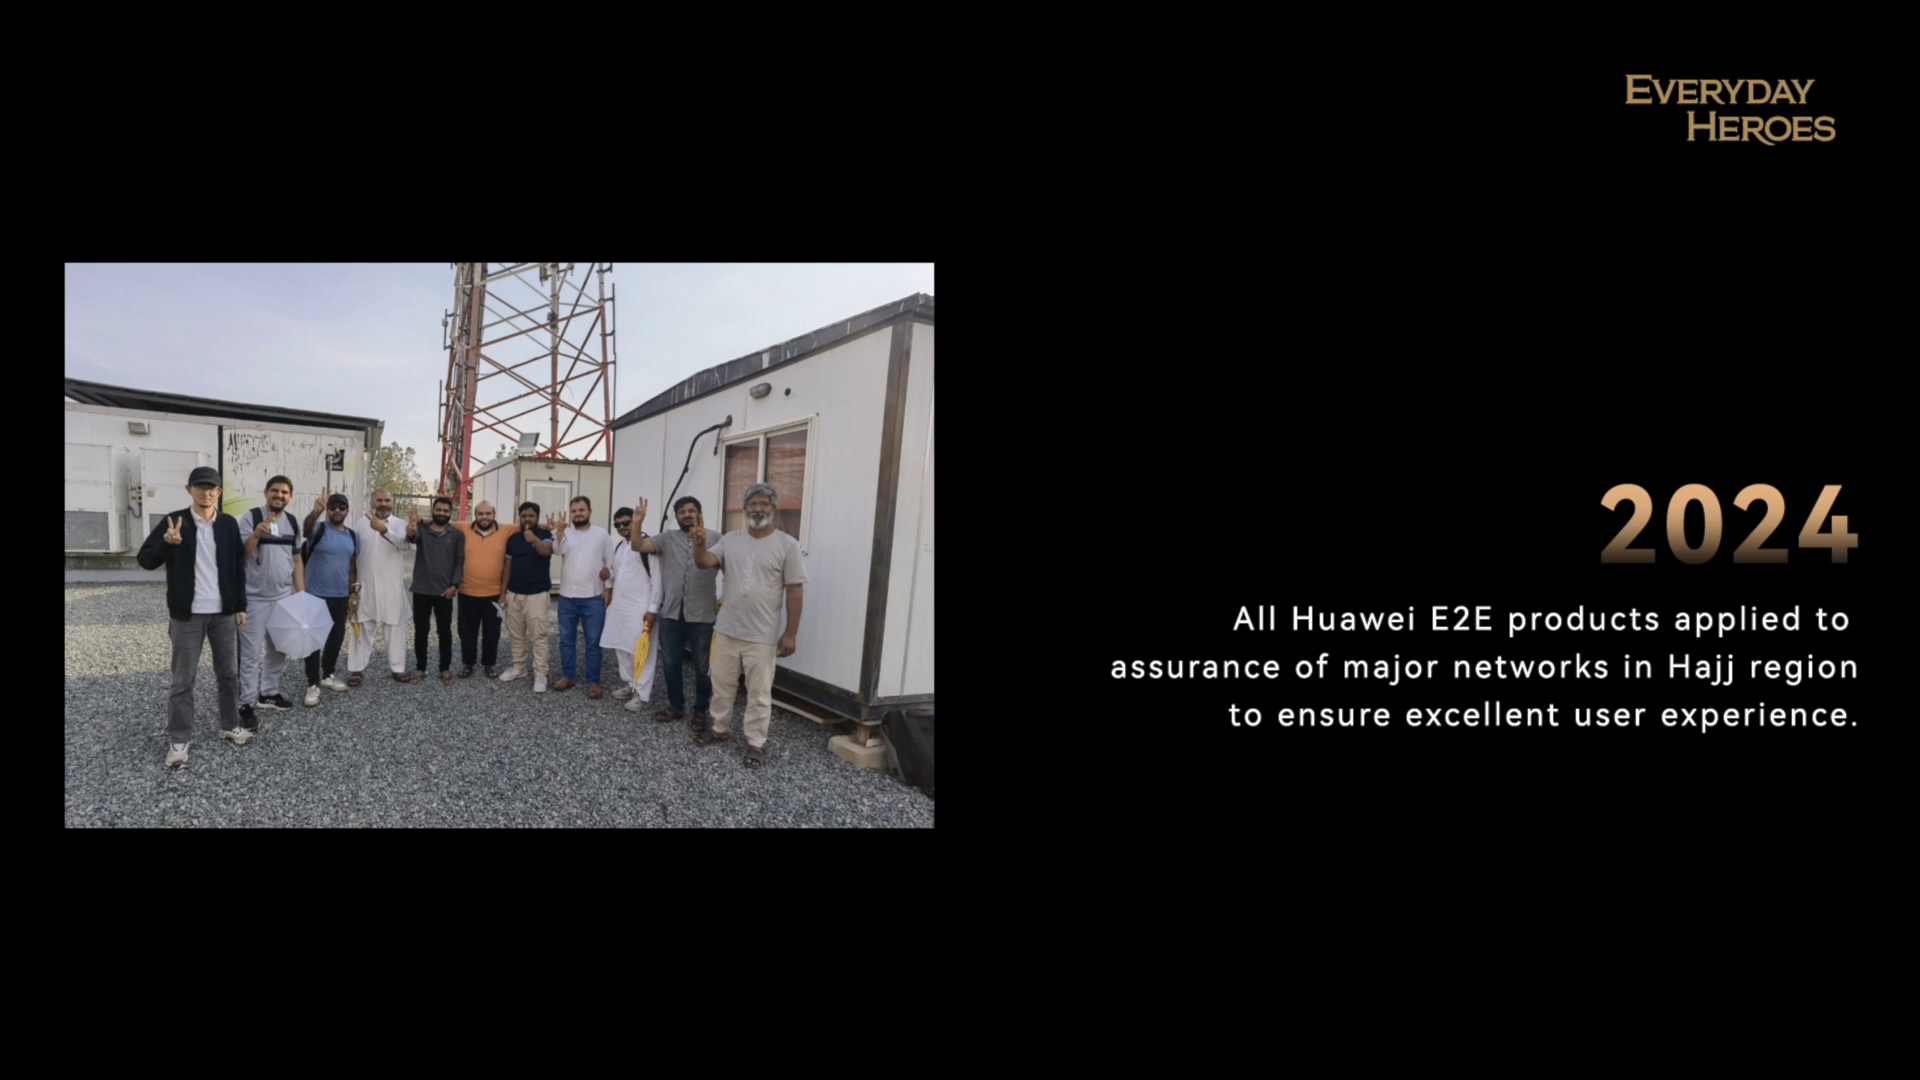 EVERYDAY
HEROES
2024
All Huawei E2E products applied to
assurance of major networks in Hajj region
to ensure excellent user experience.